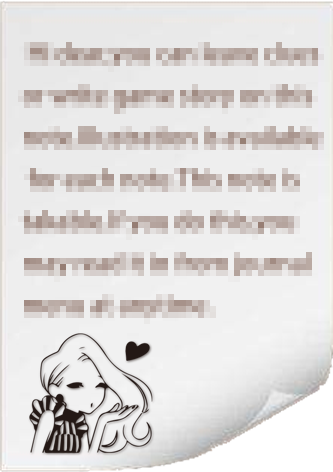 Hi dear,you can leave clues
or write game story on this
note.Illustration is available
for each note.This note is
takable.If you do this,you
may read it in from journal
menu at anytime.